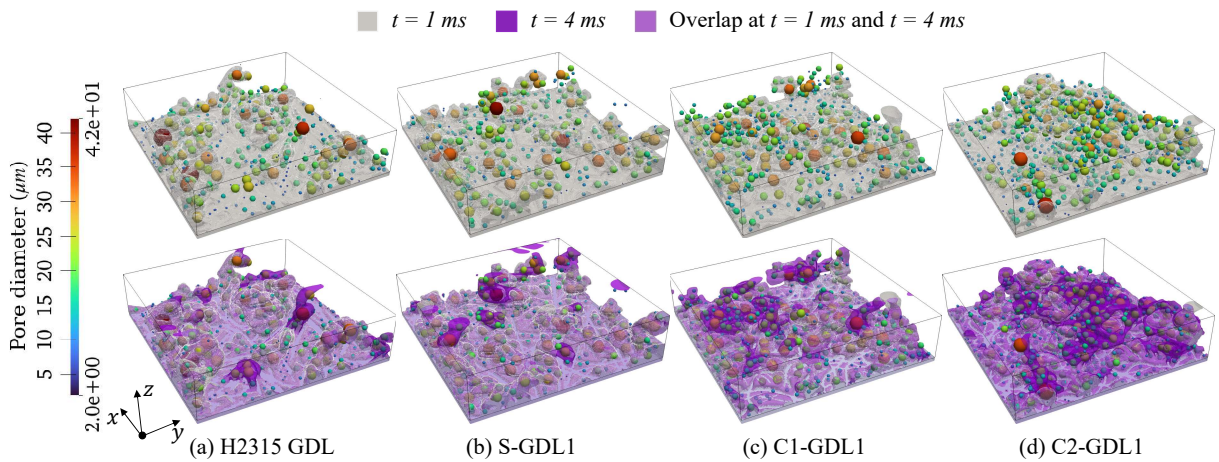 t = 1 ms
t = 4 ms
Overlap at t = 1 ms and t = 4 ms
Pore diameter (μm)
4.2e+01
40
35
30
25
20
15
10
5
2.0e+00
x
z
y
(a) H2315 GDL
(b) S-GDL1
(c) C1-GDL1
(d) C2-GDL1